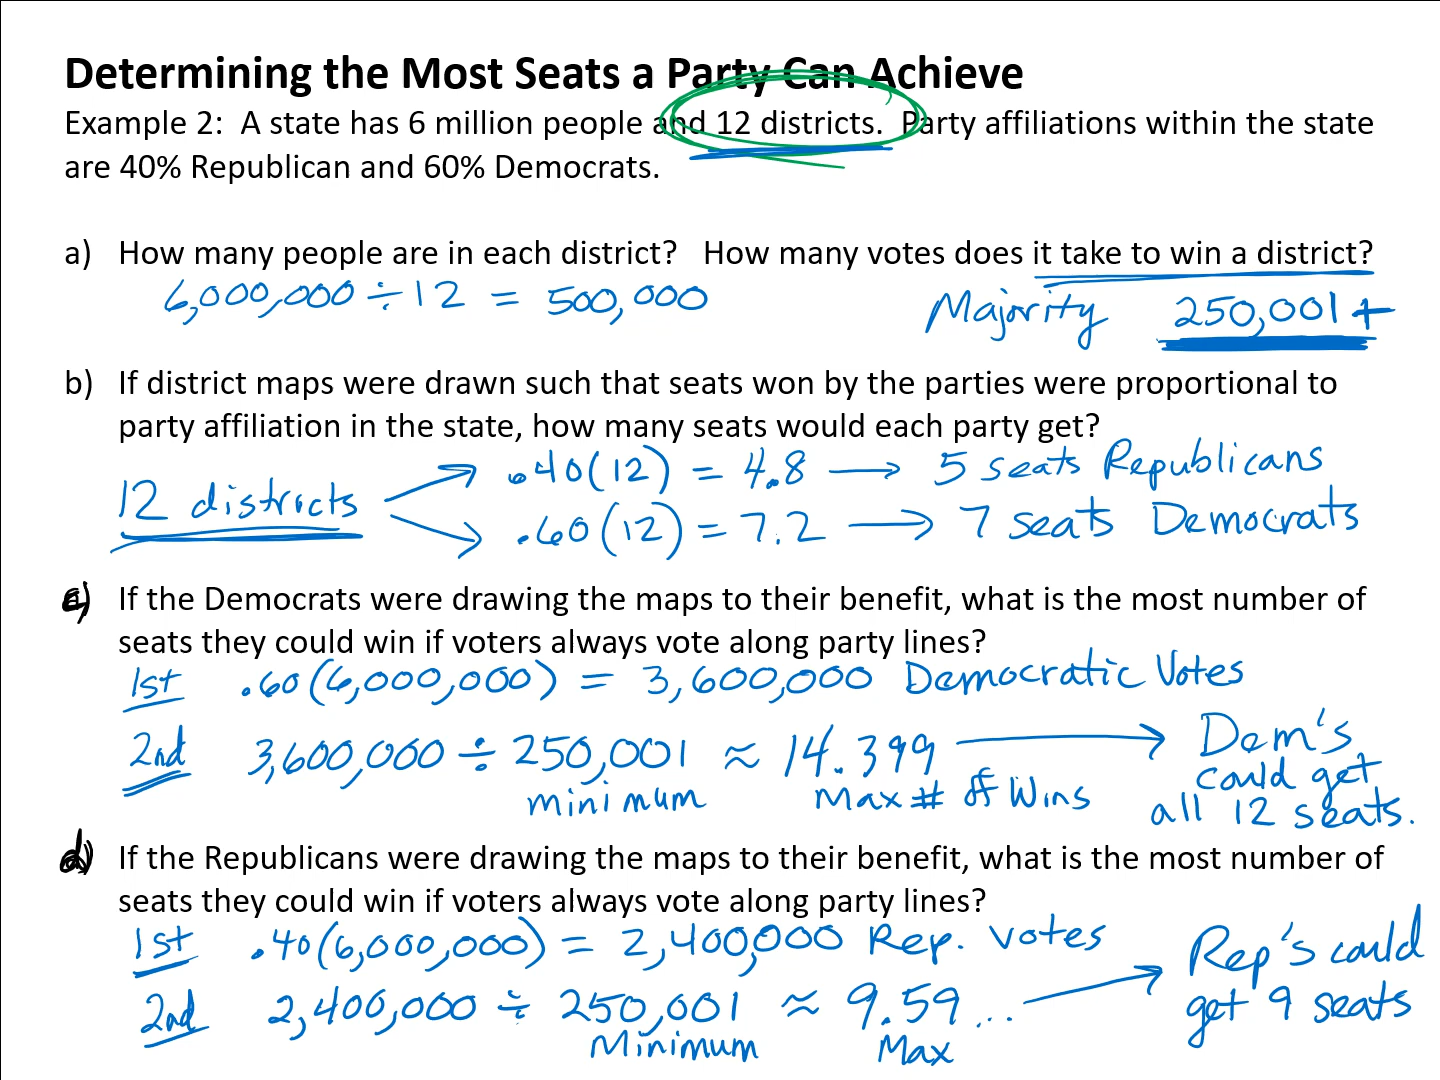 Determining the Most Seats a Party Can Achieve
Example 2: A state has 6 million people and 12 districts. Party affiliations within the state
are 40% Republican and 60% Democrats.
a) How many people are in each district? How many votes does it take to win a district?
6,000,000 ÷ 12 = 500,000 Majority 250,001+
b) If district maps were drawn such that seats won by the parties were proportional to
party affiliation in the state, how many seats would each party get?
12 districts
.40(12) = 4.8 → 5 seats Republicans
.60(12) = 7.2 → 7 seats Democrats
c) If the Democrats were drawing the maps to their benefit, what is the most number of
seats they could win if voters always vote along party lines?
1st .60(6,000,000) = 3,600,000 Democratic Votes
2nd 3,600,000 ÷ 250,001 ≈ 14.399 → Dem's
minimum Max # of Wins could get
all 12 seats.
d) If the Republicans were drawing the maps to their benefit, what is the most number of
seats they could win if voters always vote along party lines?
1st .40(6,000,000) = 2,400,000 Rep. votes
2nd 2,400,000 ÷ 250,001 ≈ 9.59... → Rep's could
get 9 seats
Minimum Max